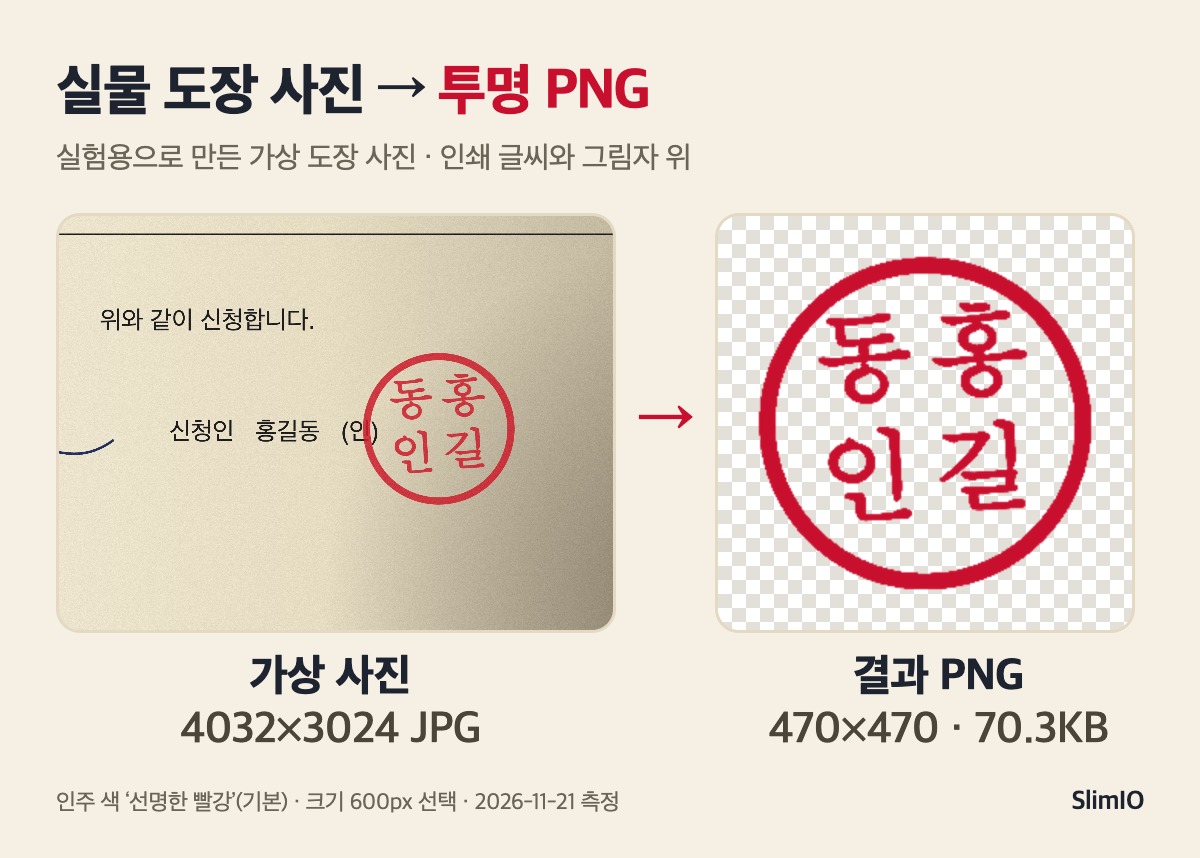 실물 도장 사진 → 투명 PNG
실험용으로 만든 가상 도장 사진 · 인쇄 글씨와 그림자 위
위와 같이 신청합니다.
신청인 홍길동 (인)
동홍
인길
→
동홍
인길
가상 사진
4032×3024 JPG
결과 PNG
470×470 · 70.3KB
인주 색 ‘선명한 빨강’(기본) · 크기 600px 선택 · 2026-11-21 측정
SlimIO